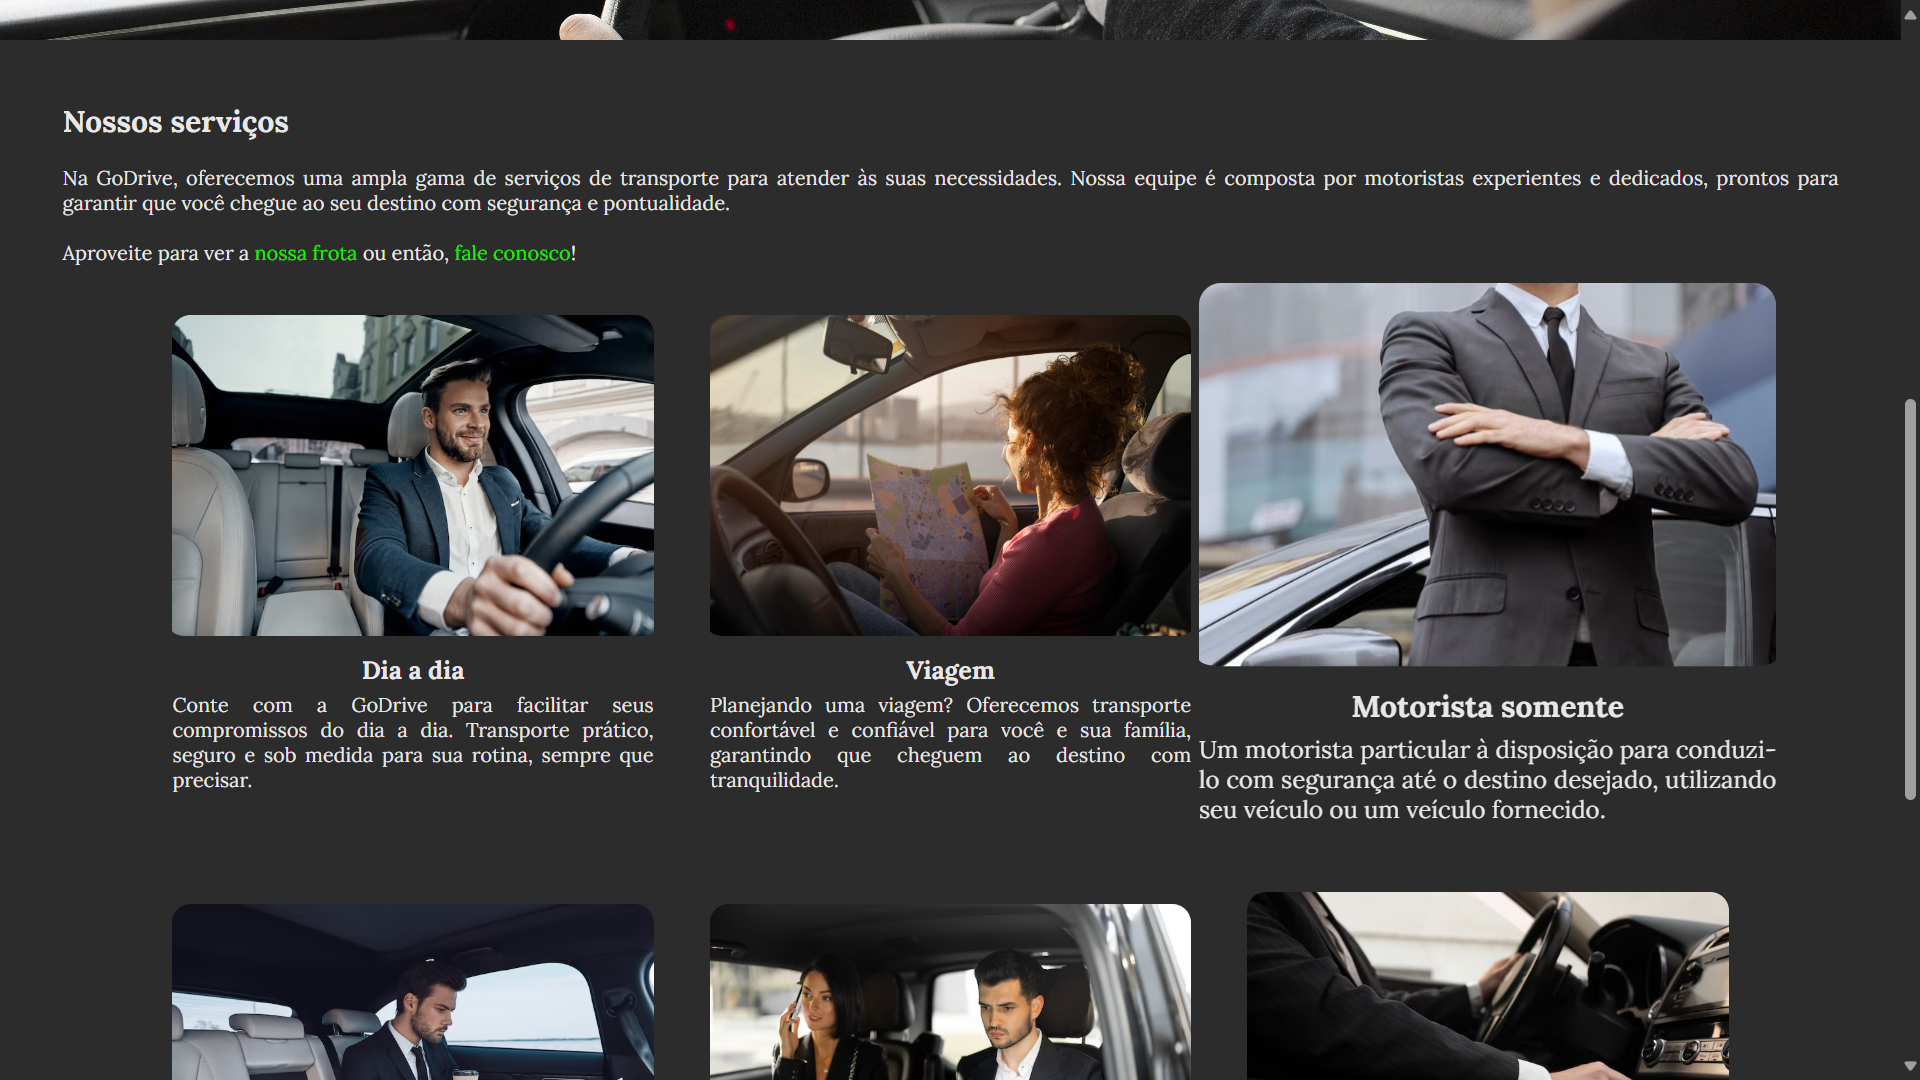 Nossos serviços
Na GoDrive, oferecemos uma ampla gama de serviços de transporte para atender às suas necessidades. Nossa equipe é composta por motoristas experientes e dedicados, prontos para
garantir que você chegue ao seu destino com segurança e pontualidade.
Aproveite para ver a nossa frota ou então, fale conosco!
Dia a dia
Conte com a GoDrive para facilitar seus
compromissos do dia a dia. Transporte prático,
seguro e sob medida para sua rotina, sempre que
precisar.
Viagem
Planejando uma viagem? Oferecemos transporte
confortável e confiável para você e sua família,
garantindo que cheguem ao destino com
tranquilidade.
Motorista somente
Um motorista particular à disposição para conduzi-
lo com segurança até o destino desejado, utilizando
seu veículo ou um veículo fornecido.